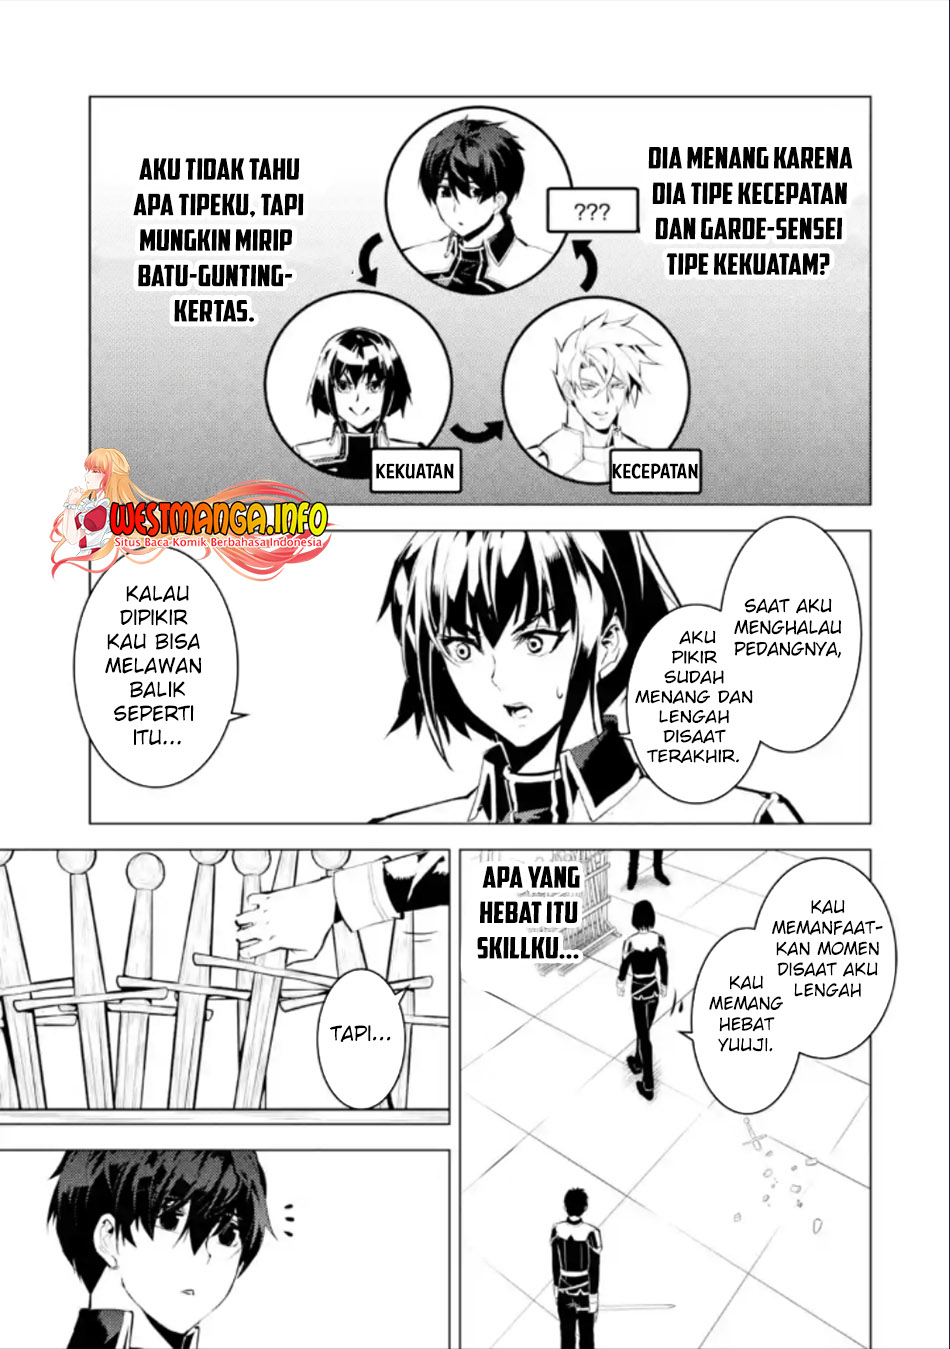 DIA MENANG KARENA
DIA TIPE KECEPATAN
DAN GARDE-SENSEI
TIPE KEKUATAM?
???
AKU TIDAK TAHU
APA TIPEKU, TAPI
MUNGKIN MIRIP
BATU-GUNTING-
KERTAS.
KEKUATAN
KECEPATAN
WESTMANGA.INFO
Situs Baca Komik Berbahasa Indonesia
SAAT AKU
MENGHALAU
PEDANGNYA,
AKU
PIKIR
SUDAH
MENANG DAN
LENGAH
DISAAT
TERAKHIR.
KALAU
DIPIKIR
KAU BISA
MELAWAN
BALIK
SEPERTI
ITU...
KAU
MEMANFAAT-
KAN MOMEN
DISAAT AKU
LENGAH
KAU
MEMANG
HEBAT
YUUJI.
APA YANG
HEBAT ITU
SKILLKU...
TAPI...